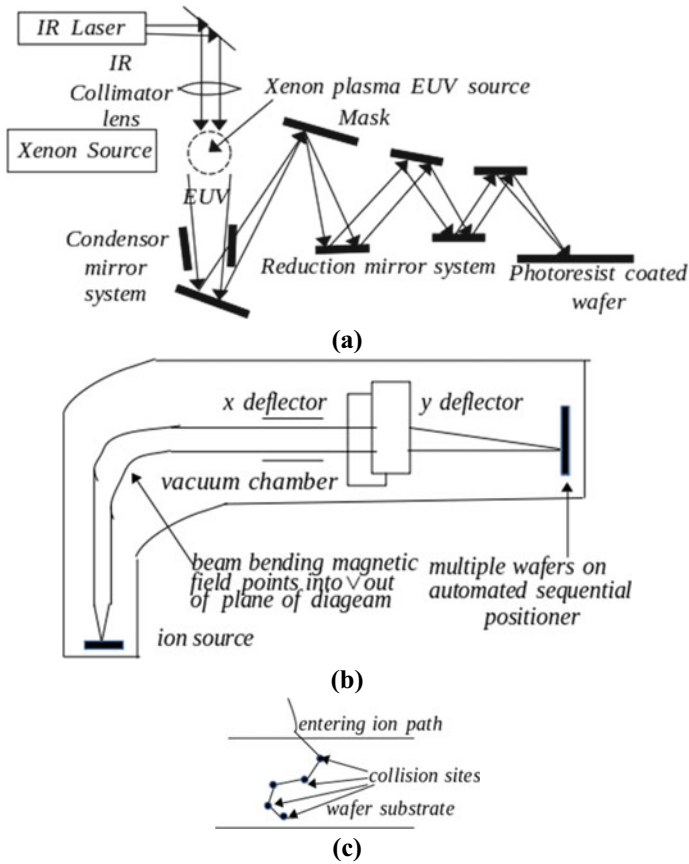 IR Laser
IR
Collimator
lens
Xenon plasma EUV source
Mask
Xenon Source
EUV
Condensor
mirror
system
Reduction mirror system
Photoresist coated
wafer
(a)
x deflector
y deflector
vacuum chamber
beam bending magnetic
field points into\/out
of plane of diageam
multiple wafers on
automated sequential
positioner
ion source
(b)
entering ion path
collision sites
wafer substrate
(c)